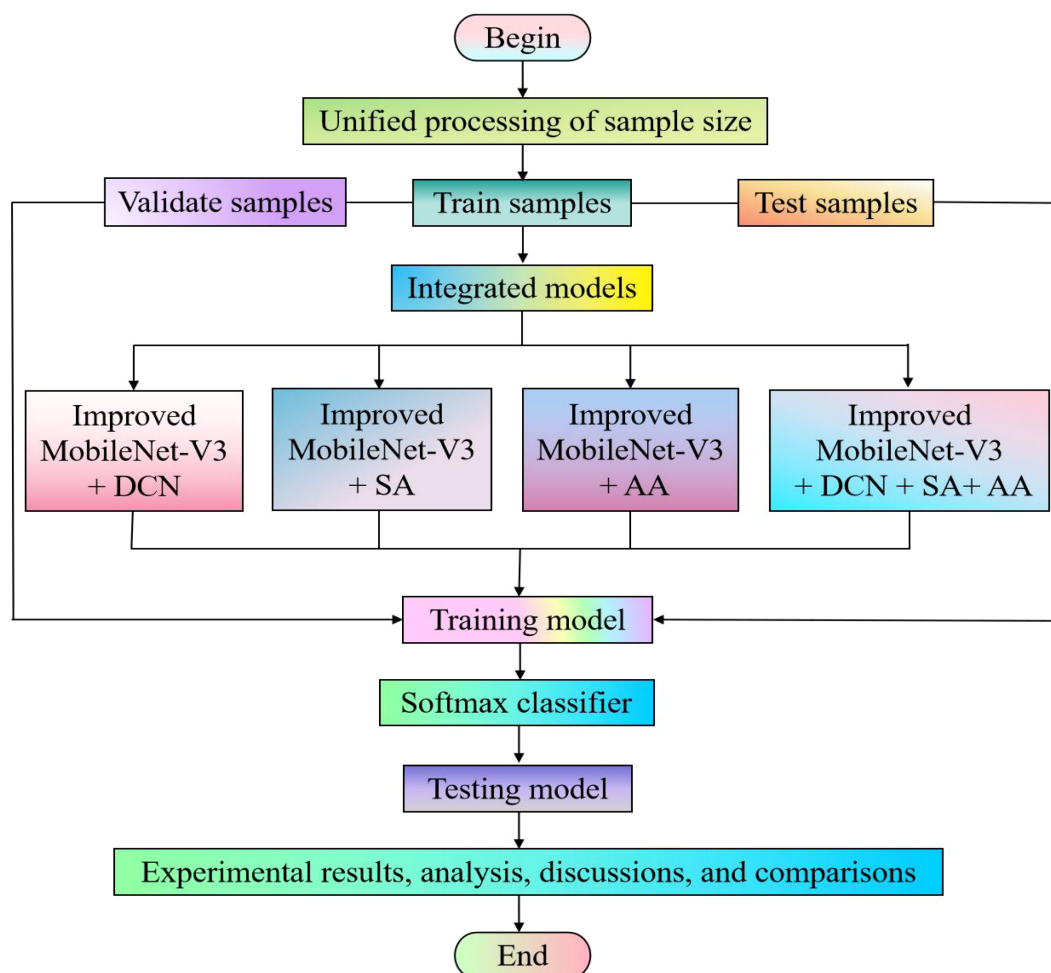 Begin
Unified processing of sample size
Validate samples
Train samples
Test samples
Integrated models
Improved
MobileNet-V3
+ DCN
Improved
MobileNet-V3
+ SA
Improved
MobileNet-V3
+ AA
Improved
MobileNet-V3
+ DCN + SA+ AA
Training model
Softmax classifier
Testing model
Experimental results, analysis, discussions, and comparisons
End